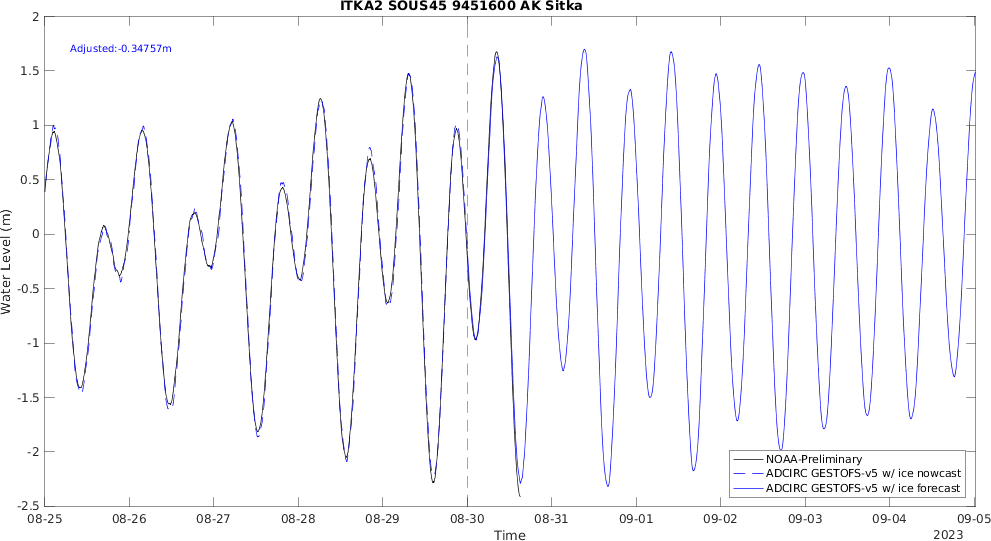 ITKA2 SOUS45 9451600 AK Sitka
Adjusted:-0.34757m
2
1.5
1
0.5
0
-0.5
-1
-1.5
-2
-2.5
Water Level (m)
NOAA-Preliminary
ADCIRC GESTOFS-v5 w/ ice nowcast
ADCIRC GESTOFS-v5 w/ ice forecast
08-25 08-26 08-27 08-28 08-29 08-30 08-31 09-01 09-02 09-03 09-04 09-05
Time
2023